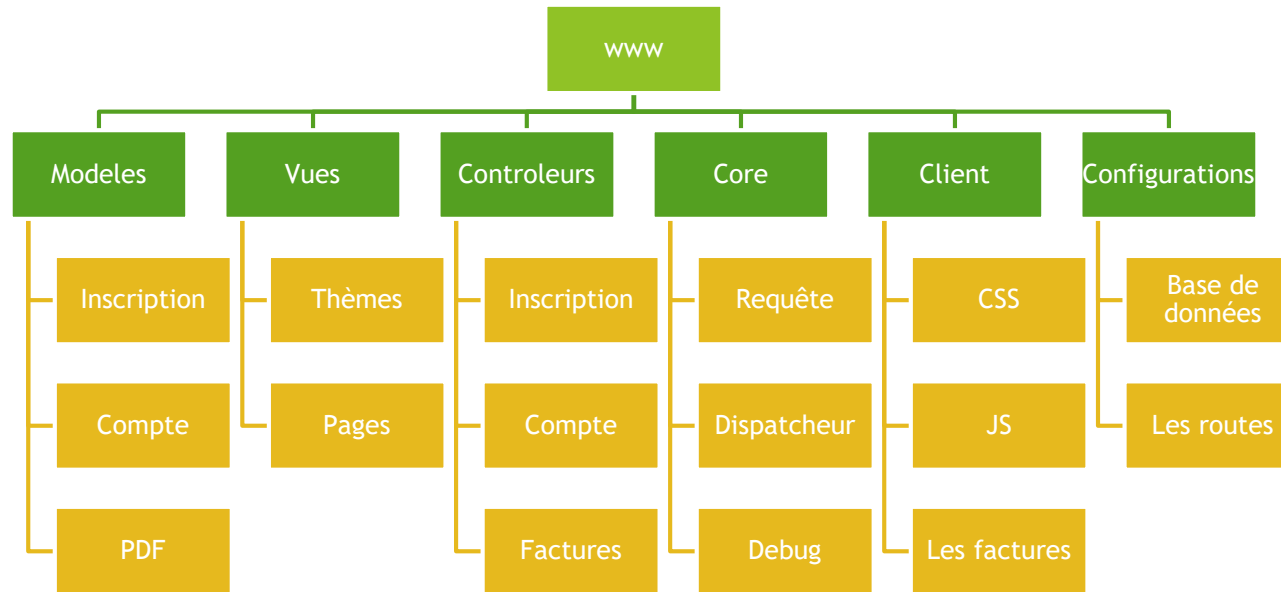 www
Modeles
Vues
Controleurs
Core
Client
Configurations
Inscription
Thèmes
Inscription
Requête
CSS
Base de
données
Compte
Pages
Compte
Dispatcheur
JS
Les routes
PDF
Factures
Debug
Les factures